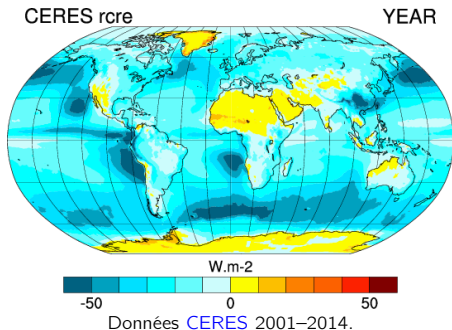 CERES rcre YEAR
W.m-2
-50 0 50
Données CERES 2001–2014.